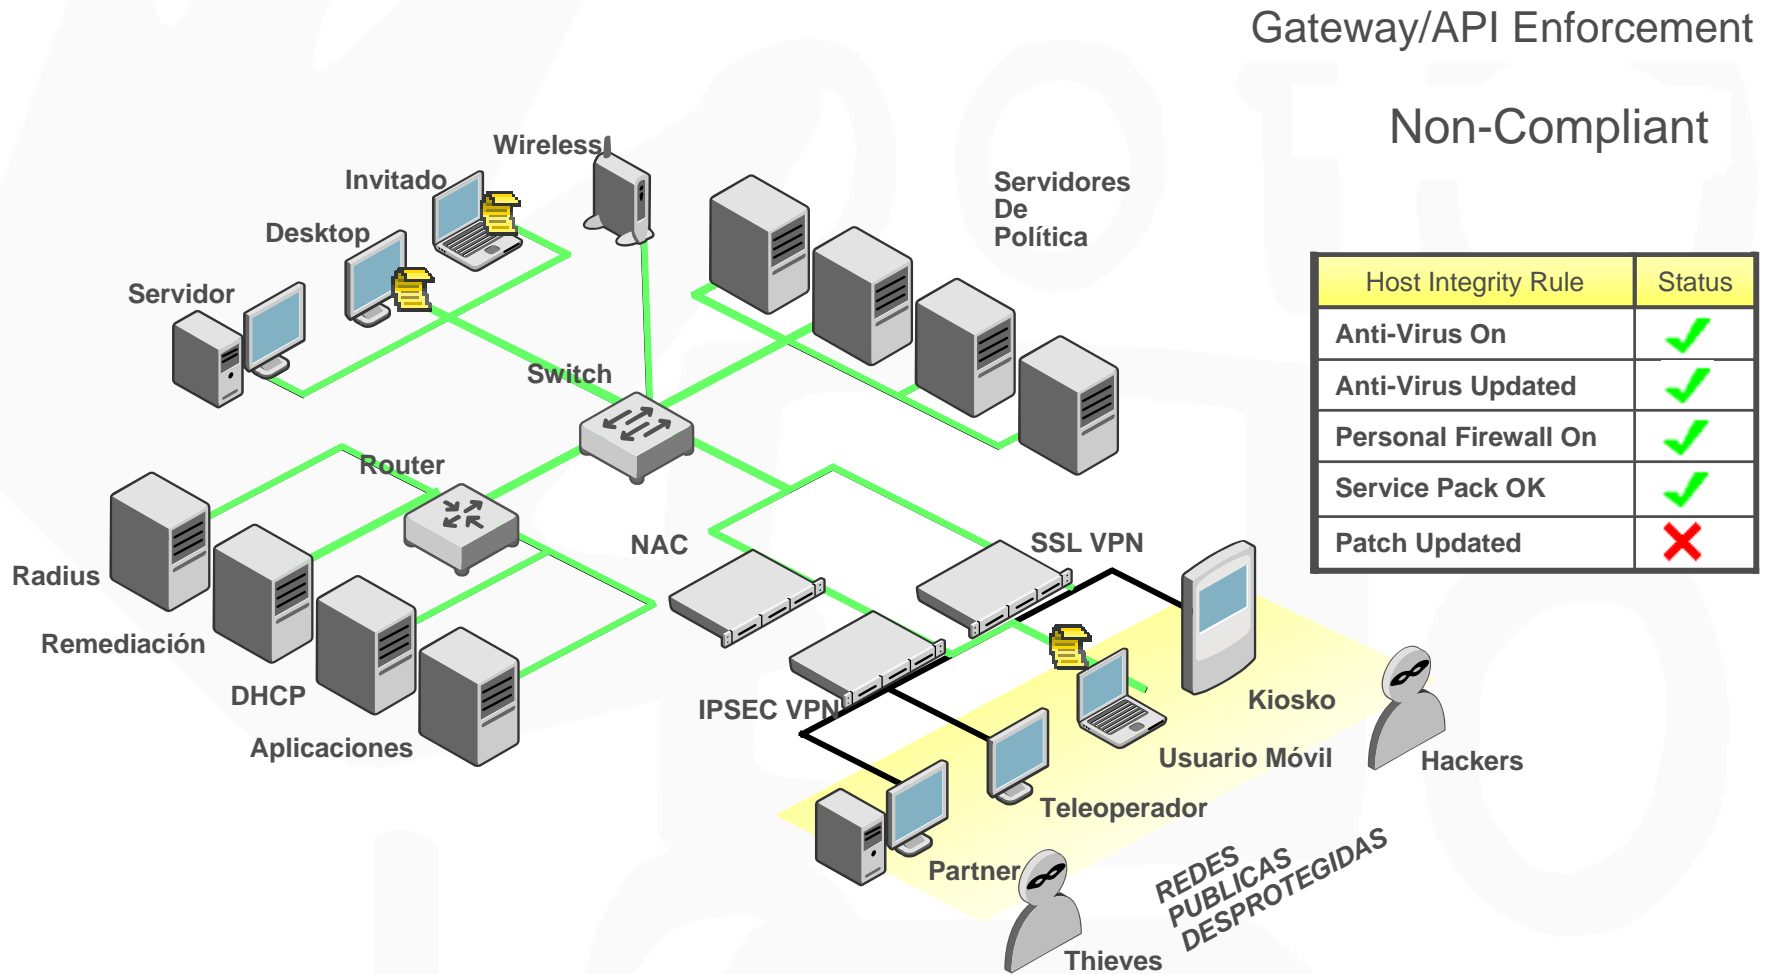 Gateway/API Enforcement
Non-Compliant
Wireless
Invitado
Desktop
Servidor
Servidores
De
Política
Switch
Router
Radius
Remediación
DHCP
Aplicaciones
NAC
SSL VPN
IPSEC VPN
Kiosko
Usuario Móvil
Hackers
Teleoperador
Partner
Thieves
REDES
PUBLICAS
DESPROTEGIDAS
Host Integrity Rule Status
Anti-Virus On
Anti-Virus Updated
Personal Firewall On
Service Pack OK
Patch Updated